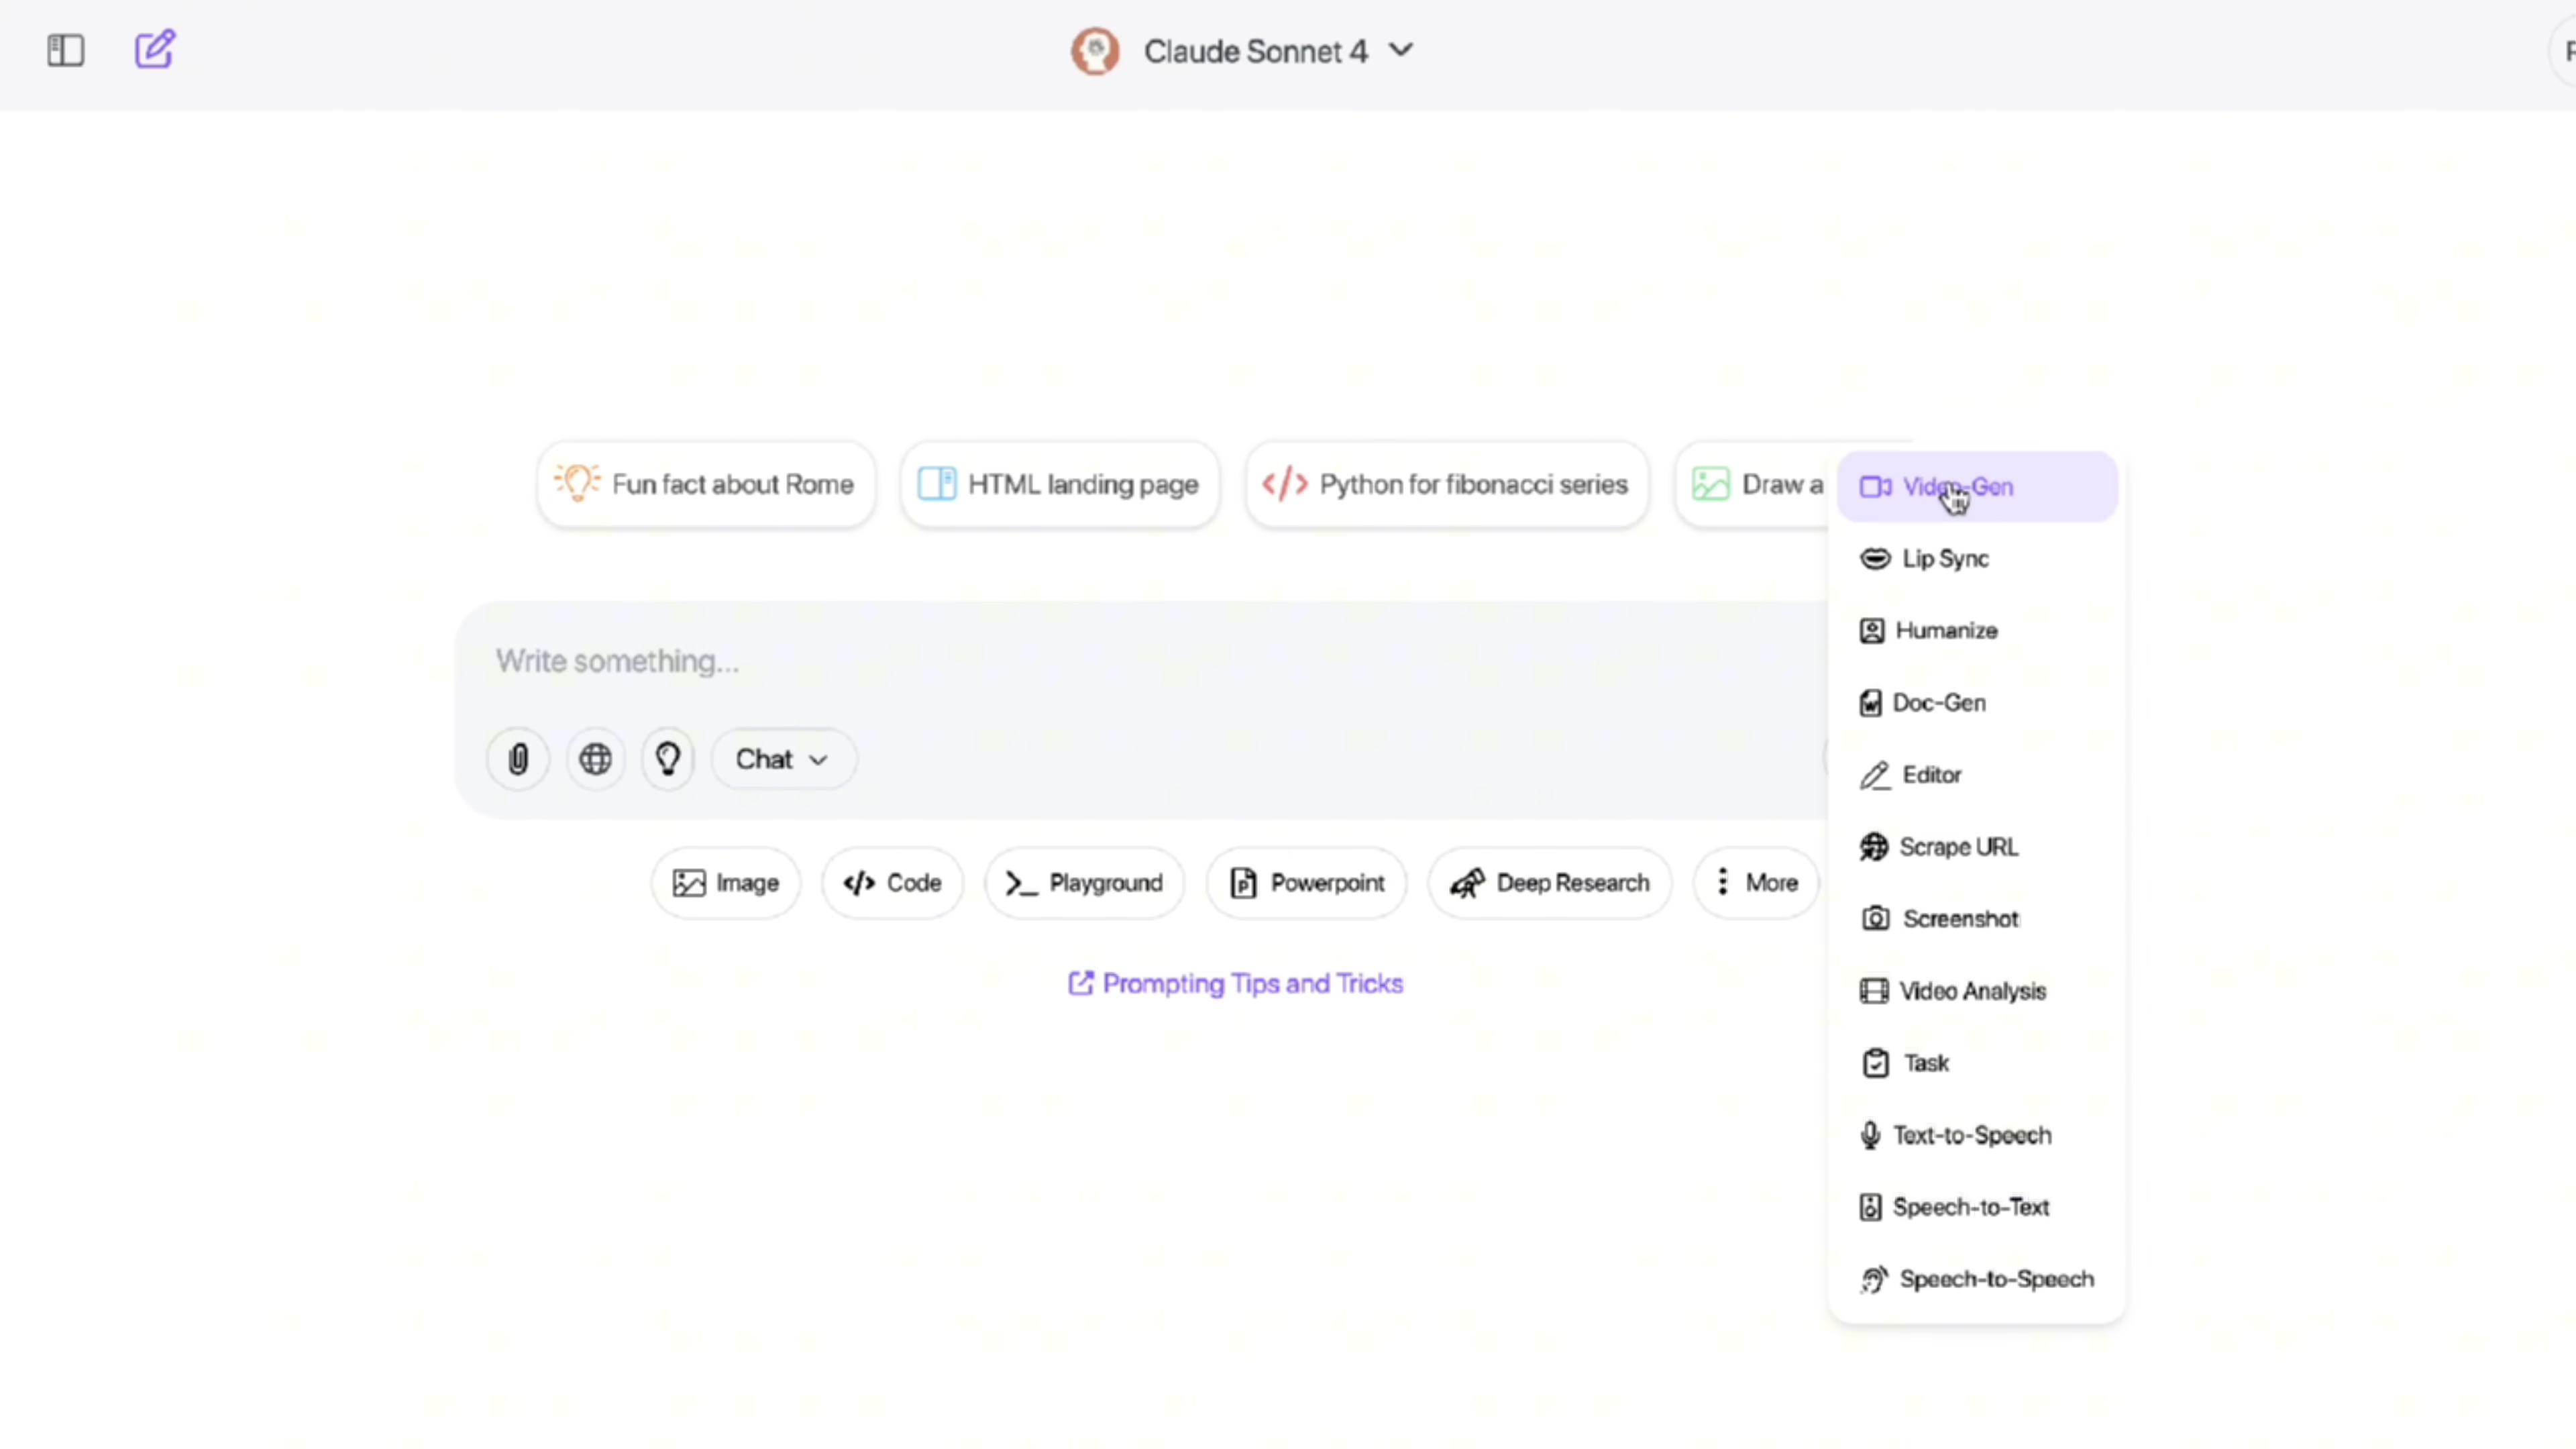 Claude Sonnet 4
Fun fact about Rome
HTML landing page
Python for fibonacci series
Draw a
Write something...
Chat
Image
Code
Playground
Powerpoint
Deep Research
More
Prompting Tips and Tricks
Video-Gen
Lip Sync
Humanize
Doc-Gen
Editor
Scrape URL
Screenshot
Video Analysis
Task
Text-to-Speech
Speech-to-Text
Speech-to-Speech